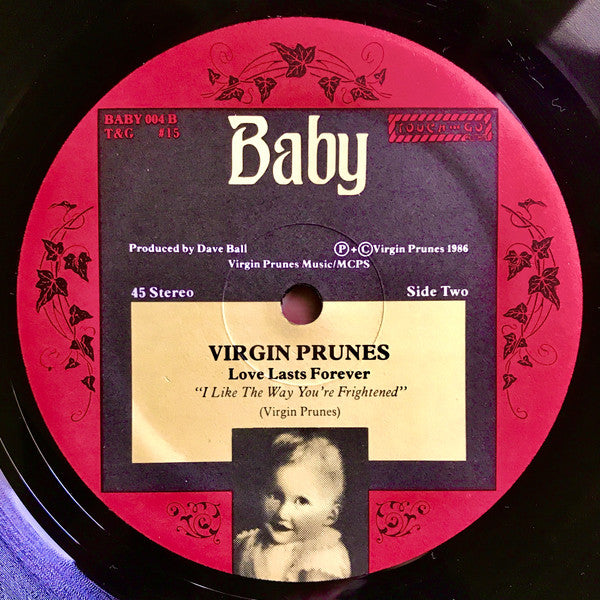 BABY 004 B
T&G #15
TOUCH AND GO
Baby
Produced by Dave Ball
Ⓟ+ⒸVirgin Prunes 1986
Virgin Prunes Music/MCPS
45 Stereo
Side Two
VIRGIN PRUNES
Love Lasts Forever
"I Like The Way You're Frightened"
(Virgin Prunes)